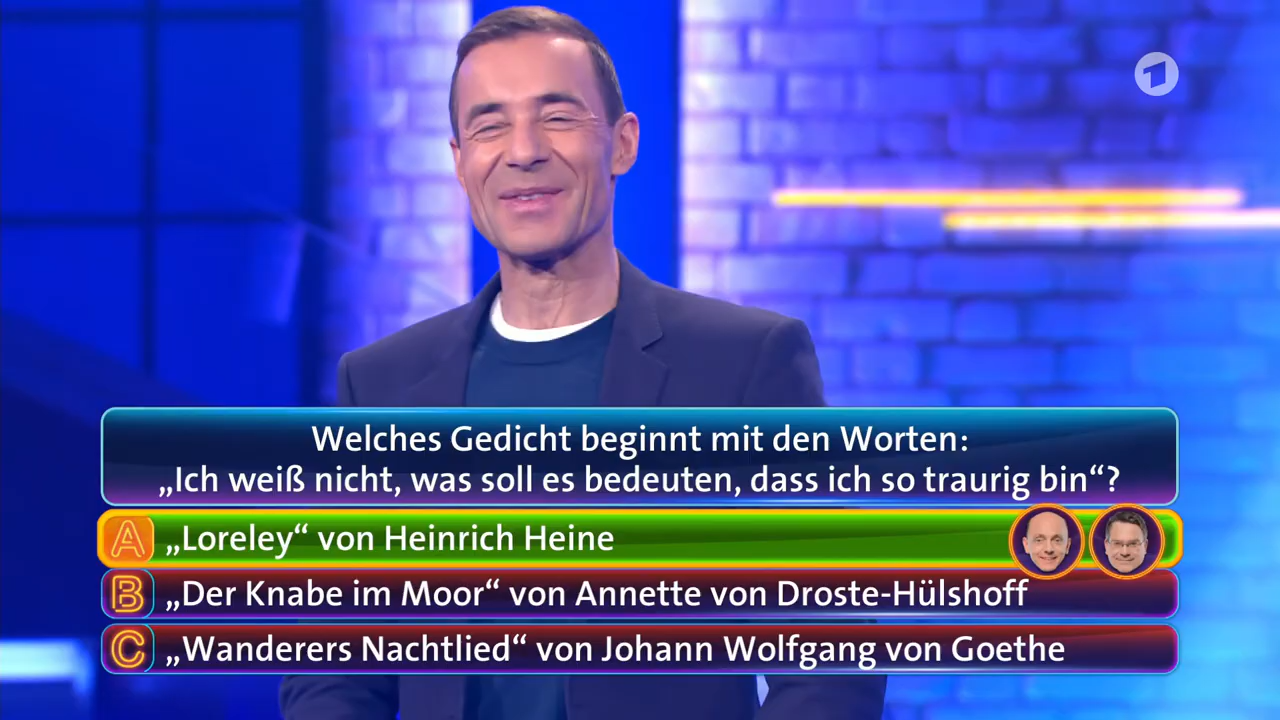 1
Welches Gedicht beginnt mit den Worten:
„Ich weiß nicht, was soll es bedeuten, dass ich so traurig bin“?
A „Loreley“ von Heinrich Heine
B „Der Knabe im Moor“ von Annette von Droste-Hülshoff
C „Wanderers Nachtlied“ von Johann Wolfgang von Goethe